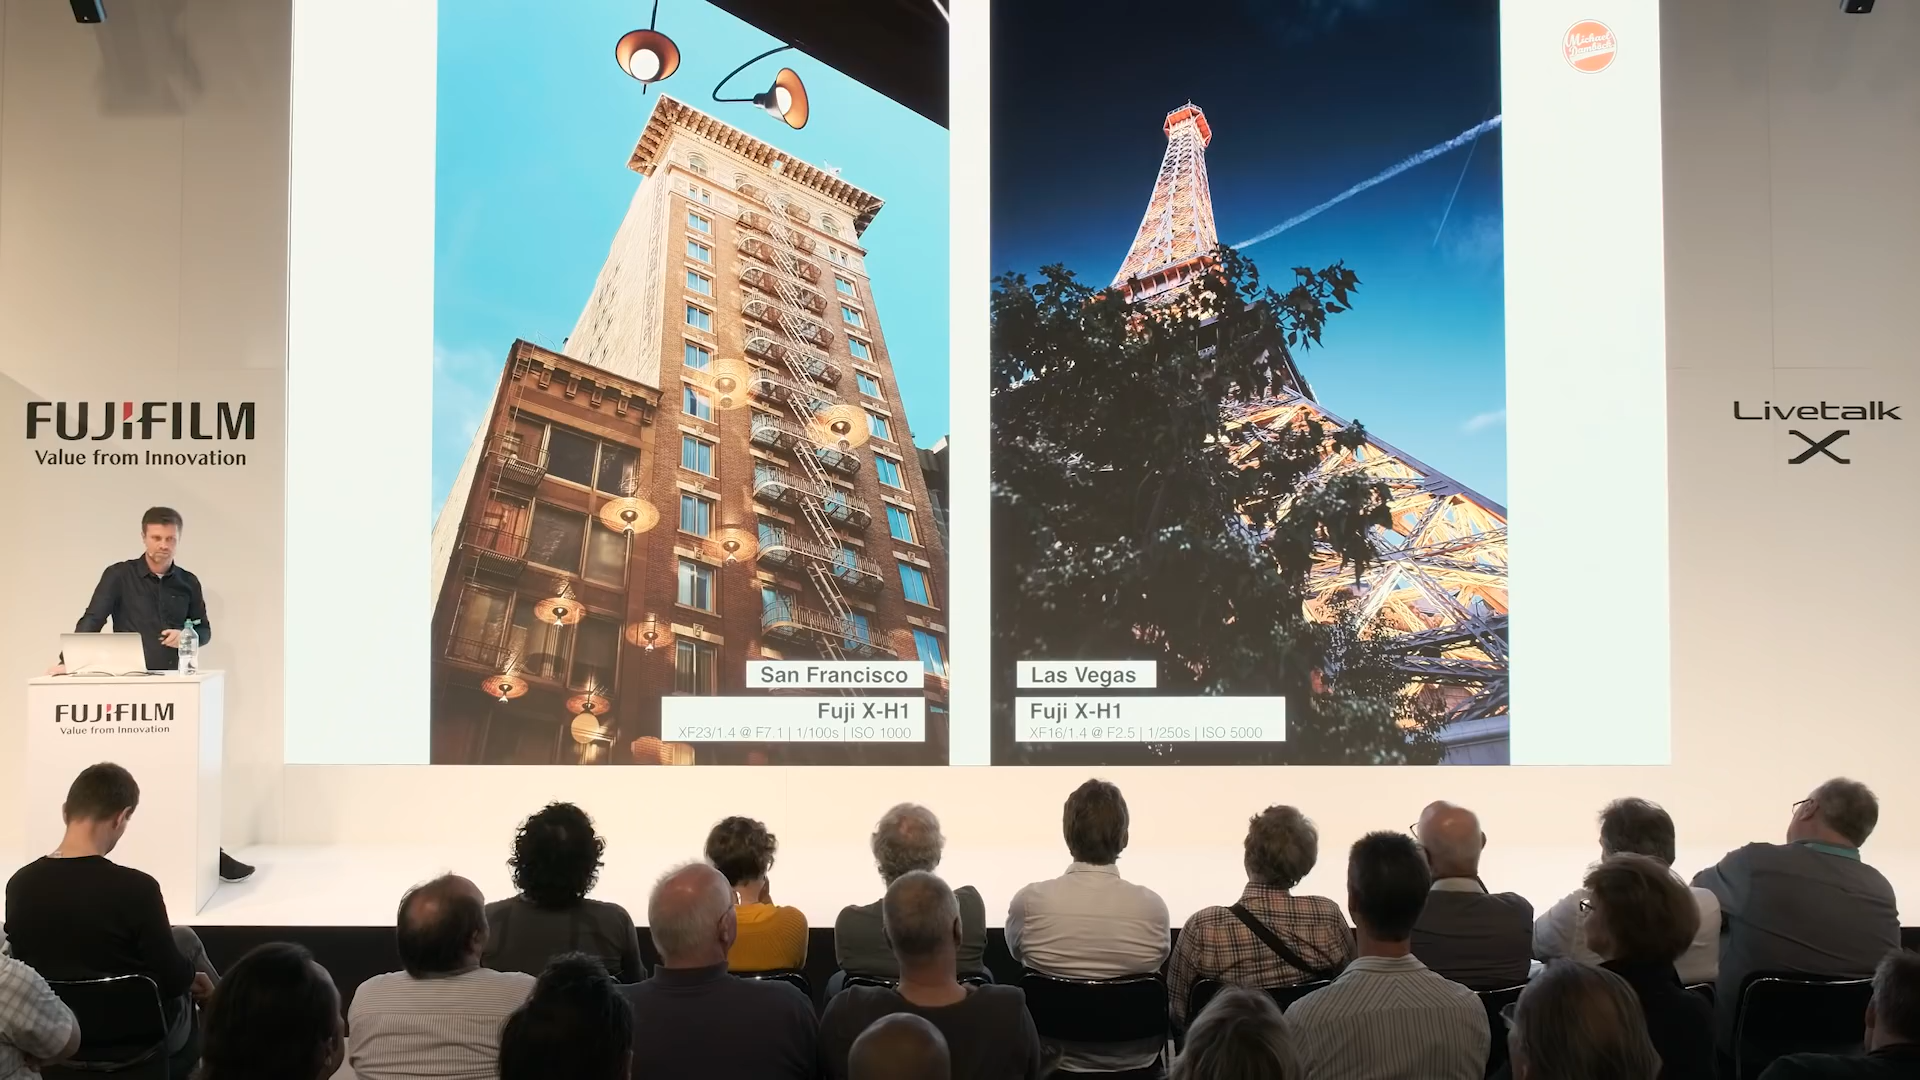 Michael
FUJIFILM
Value from Innovation
Livetalk
X
San Francisco
Fuji X-H1
XF23/1.4 @ F7.1 | 1/100s | ISO 1000
Las Vegas
Fuji X-H1
XF16/1.4 @ F2.5 | 1/250s | ISO 5000
FUJIFILM
Value from Innovation